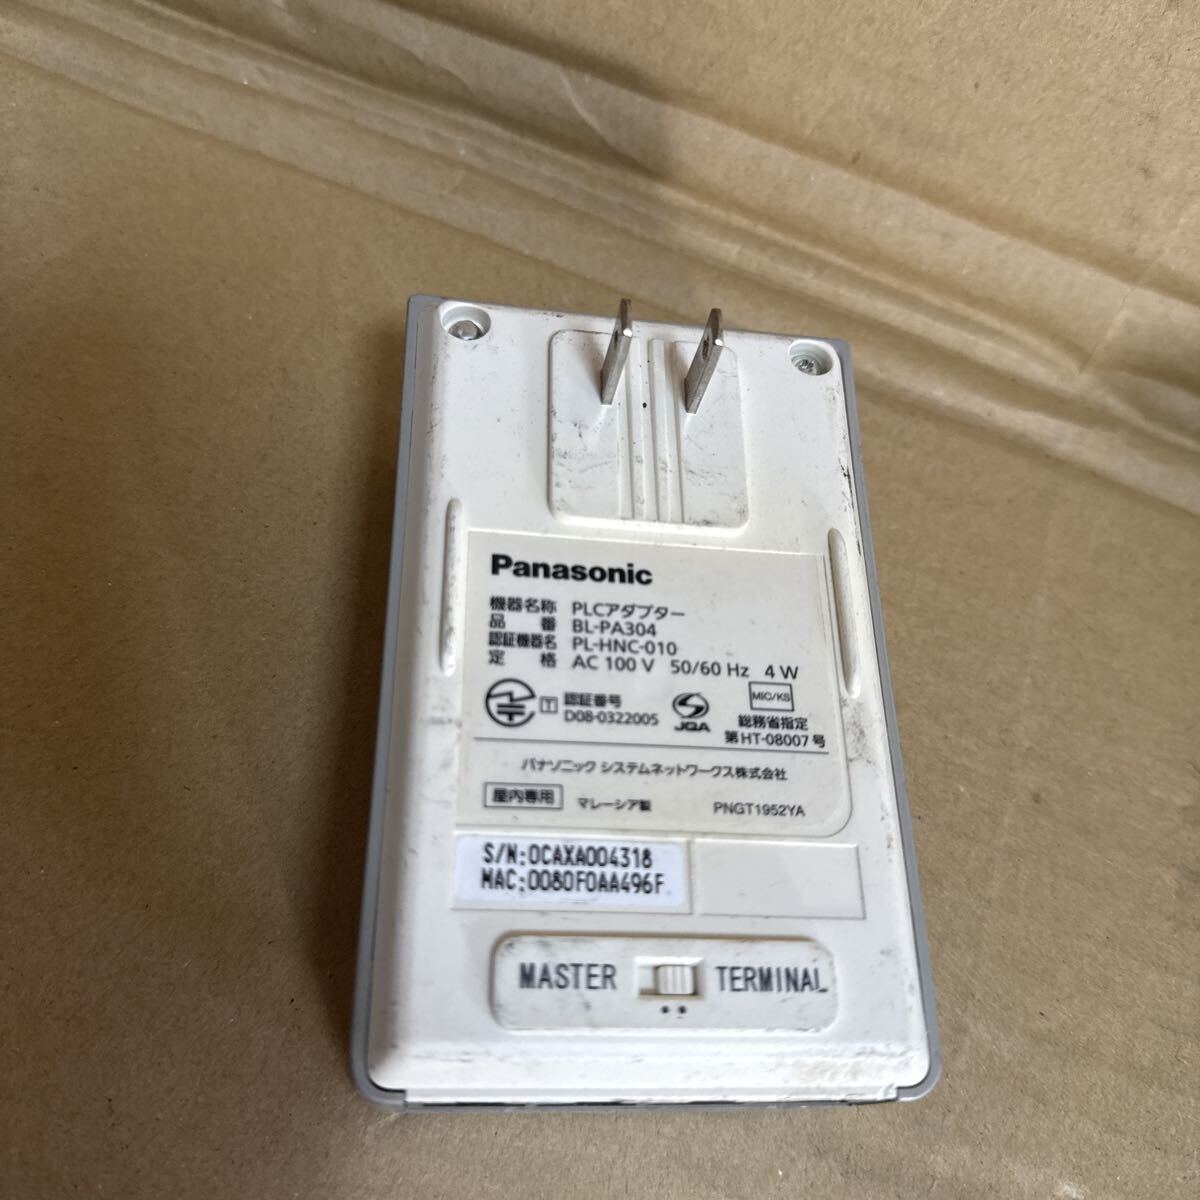 Panasonic
機器名称 PLCアダプター
品番 BL-PA304
認証機器名 PL-HNC-010
定格 AC 100 V 50/60 Hz 4 W
T 認証番号 D08-0322005
JQA
MIC/KS
総務省指定
第HT-08007号
パナソニック システムネットワークス株式会社
屋内専用 マレーシア製 PNGT1952YA
S/N:0CAXA004318
MAC:0080F0AA496F
MASTER TERMINAL